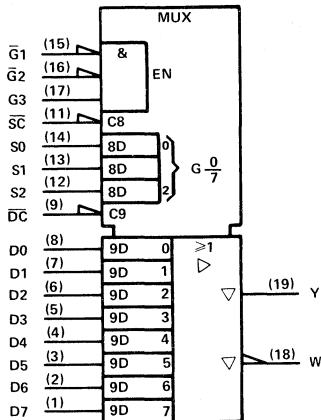 MUX
G̅1 (15) &
G̅2 (16) EN
G3 (17)
S̅C̅ (11) C8
S0 (14) 8D 0
S1 (13) 8D G 0/7
S2 (12) 8D 2
D̅C̅ (9) C9
D0 (8) 9D 0 ≥1
D1 (7) 9D 1 ▷
D2 (6) 9D 2 ▽ (19) Y
D3 (5) 9D 3
D4 (4) 9D 4
D5 (3) 9D 5 ▽ (18) W
D6 (2) 9D 6
D7 (1) 9D 7